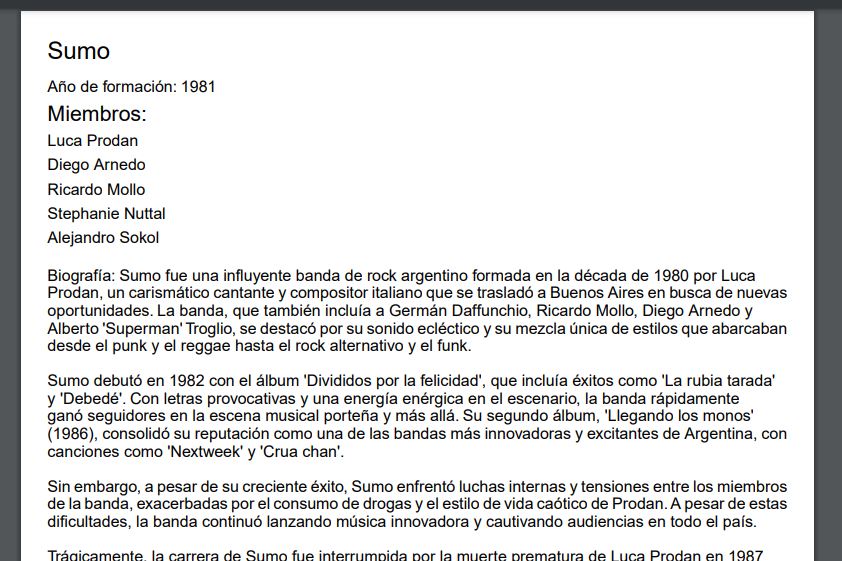 Sumo
Año de formación: 1981
Miembros:
Luca Prodan
Diego Arnedo
Ricardo Mollo
Stephanie Nuttal
Alejandro Sokol
Biografía: Sumo fue una influyente banda de rock argentino formada en la década de 1980 por Luca
Prodan, un carismático cantante y compositor italiano que se trasladó a Buenos Aires en busca de nuevas
oportunidades. La banda, que también incluía a Germán Daffunchio, Ricardo Mollo, Diego Arnedo y
Alberto 'Superman' Troglio, se destacó por su sonido ecléctico y su mezcla única de estilos que abarcaban
desde el punk y el reggae hasta el rock alternativo y el funk.
Sumo debutó en 1982 con el álbum 'Divididos por la felicidad', que incluía éxitos como 'La rubia tarada'
y 'Debedé'. Con letras provocativas y una energía enérgica en el escenario, la banda rápidamente
ganó seguidores en la escena musical porteña y más allá. Su segundo álbum, 'Llegando los monos'
(1986), consolidó su reputación como una de las bandas más innovadoras y excitantes de Argentina, con
canciones como 'Nextweek' y 'Crua chan'.
Sin embargo, a pesar de su creciente éxito, Sumo enfrentó luchas internas y tensiones entre los miembros
de la banda, exacerbadas por el consumo de drogas y el estilo de vida caótico de Prodan. A pesar de estas
dificultades, la banda continuó lanzando música innovadora y cautivando audiencias en todo el país.
Trágicamente, la carrera de Sumo fue interrumpida por la muerte prematura de Luca Prodan en 1987